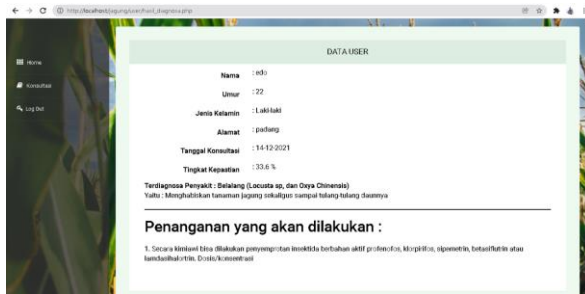 http://localhost/jagung/user/hasil_diagnosa.php
DATA USER
Home
Konsultasi
Log Out
Nama : edo
Umur : 22
Jenis Kelamin : Laki-laki
Alamat : padang
Tanggal Konsultasi : 14-12-2021
Tingkat Kepastian : 33.6 %
Terdiagnosa Penyakit : Belalang (Locusta sp, dan Oxya Chinensis)
Yaitu : Menghabiskan tanaman jagung sekaligus sampai tulang-tulang daunnya
Penanganan yang akan dilakukan :
1. Secara kimiawi bisa dilakukan penyemprotan insektida berbahan aktif profenofos, klorpirifos, sipemetrin, betasiflutrin atau
lamdasihalortrin. Dosis/konsentrasi